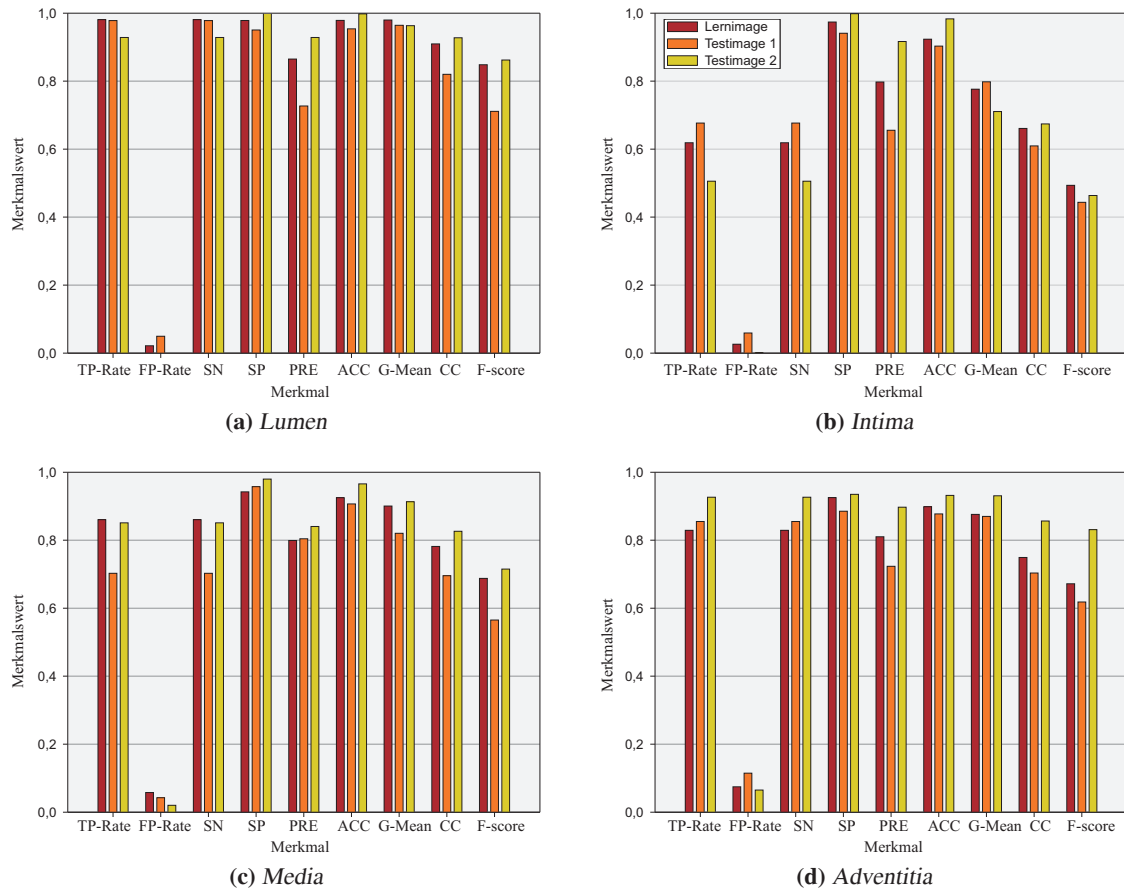 1,0
0,8
0,6
0,4
0,2
0,0
Merkmalswert
TP-Rate FP-Rate SN SP PRE ACC G-Mean CC F-score
Merkmal
(a) Lumen
Lernimage
Testimage 1
Testimage 2
1,0
0,8
0,6
0,4
0,2
0,0
Merkmalswert
TP-Rate FP-Rate SN SP PRE ACC G-Mean CC F-score
Merkmal
(b) Intima
1,0
0,8
0,6
0,4
0,2
0,0
Merkmalswert
TP-Rate FP-Rate SN SP PRE ACC G-Mean CC F-score
Merkmal
(c) Media
1,0
0,8
0,6
0,4
0,2
0,0
Merkmalswert
TP-Rate FP-Rate SN SP PRE ACC G-Mean CC F-score
Merkmal
(d) Adventitia